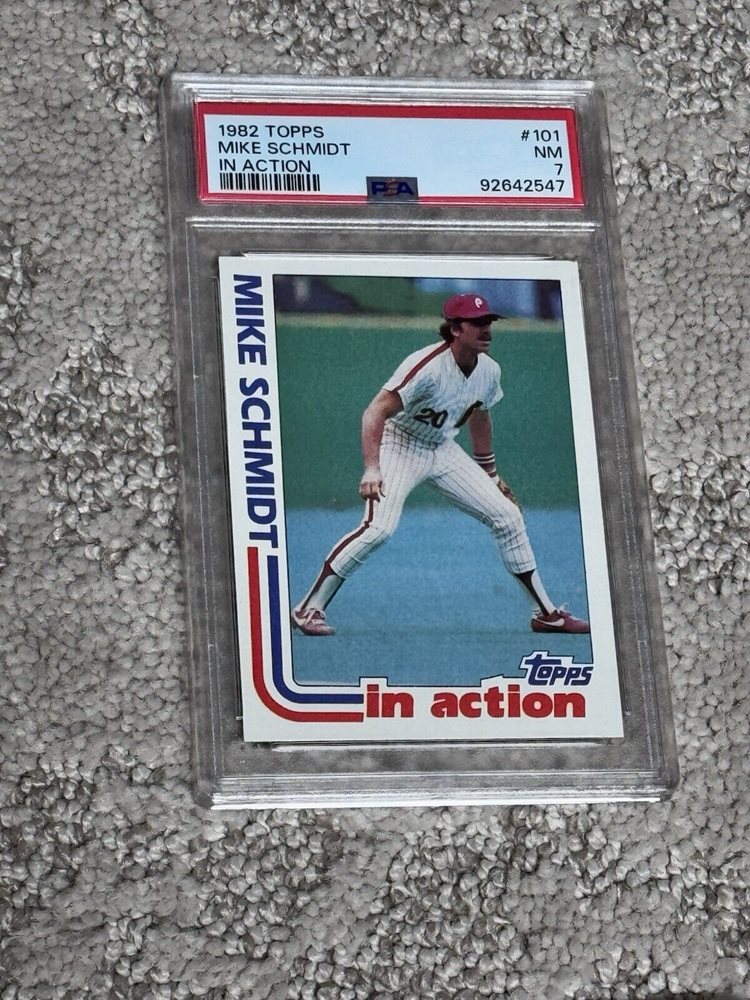 1982 TOPPS #101
MIKE SCHMIDT NM
IN ACTION 7
PSA 92642547
MIKE SCHMIDT
P
20
topps
in action